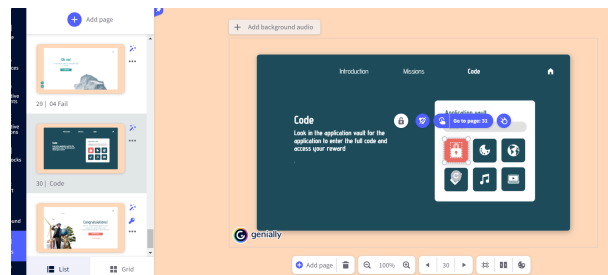 Add page
Add background audio
29 | 04 Fail
30 | Code
Congratulations!
List
Grid
Introduction
Missions
Code
Code
Look in the application vault for the
application to enter the full code and
access your reward
Application vault
Go to page: 31
genially
Add page
100%
30